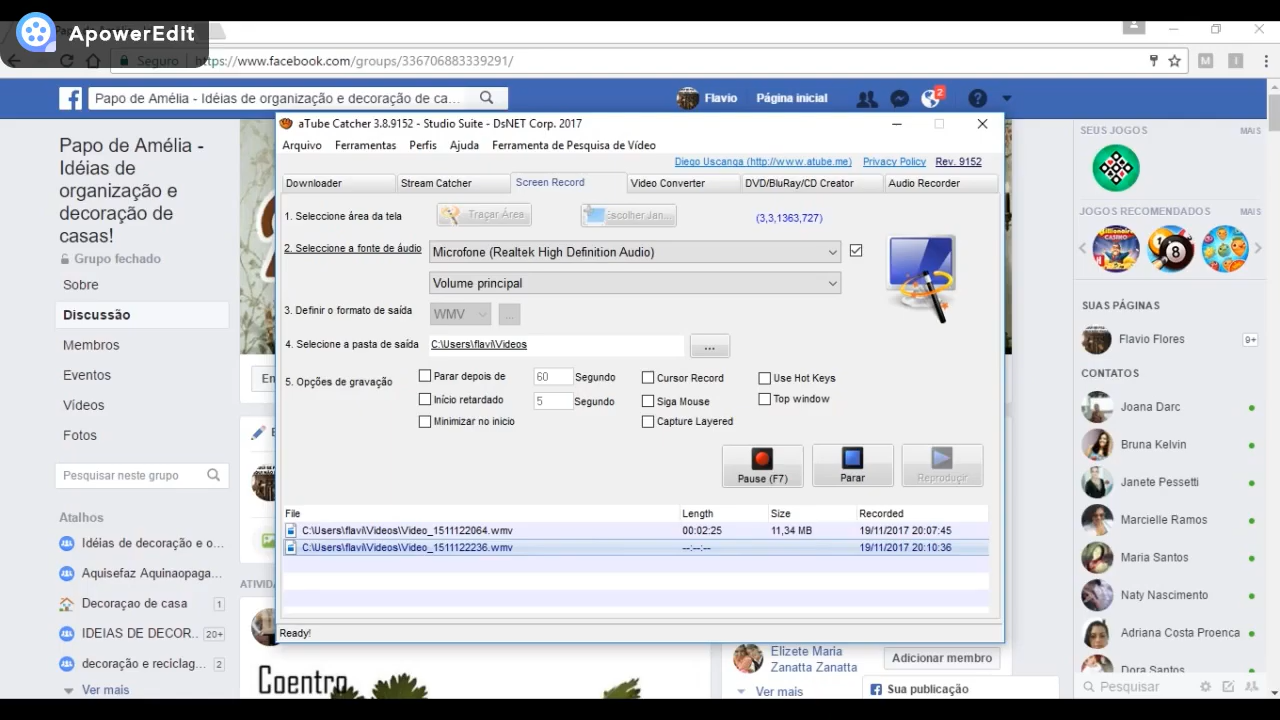 ApowerEdit
Seguro https://www.facebook.com/groups/336706883339291/
Papo de Amélia - Idéias de organização e decoração de ca...
Flavio
Página inicial
2
Papo de Amélia -
Idéias de
organização e
decoração de
casas!
Grupo fechado
Sobre
Discussão
Membros
Eventos
Vídeos
Fotos
Pesquisar neste grupo
Atalhos
Idéias de decoração e o...
Aquisefaz Aquinaopaga...
Decoraçao de casa 1
IDEIAS DE DECOR... 20+
decoração e reciclag... 2
Ver mais
aTube Catcher 3.8.9152 - Studio Suite - DsNET Corp. 2017
Arquivo Ferramentas Perfis Ajuda Ferramenta de Pesquisa de Vídeo
Diego Uscanga (http://www.atube.me) Privacy Policy Rev. 9152
Downloader Stream Catcher Screen Record Video Converter DVD/BluRay/CD Creator Audio Recorder
1. Seleccione área da tela Traçar Área Escolher Jan... (3,3,1363,727)
2. Seleccione a fonte de áudio Microfone (Realtek High Definition Audio)
Volume principal
3. Definir o formato de saída WMV ...
4. Selecione a pasta de saída C:\Users\flavi\Videos ...
5. Opções de gravação
Parar depois de 60 Segundo Cursor Record Use Hot Keys
Início retardado 5 Segundo Siga Mouse Top window
Minimizar no inicio Capture Layered
Pause (F7) Parar Reproduçir
File Length Size Recorded
C:\Users\flavi\Videos\Video_1511122064.wmv 00:02:25 11,34 MB 19/11/2017 20:07:45
C:\Users\flavi\Videos\Video_1511122236.wmv --:--:-- 19/11/2017 20:10:36
Ready!
ATIVID
Coentro
Elizete Maria
Zanatta Zanatta
Adicionar membro
Ver mais
Sua publicação
SEUS JOGOS MAIS
JOGOS RECOMENDADOS MAIS
SUAS PÁGINAS
Flavio Flores 9+
CONTATOS
Joana Darc
Bruna Kelvin
Janete Pessetti
Marcielle Ramos
Maria Santos
Naty Nascimento
Adriana Costa Proenca
Dora Santos
Pesquisar